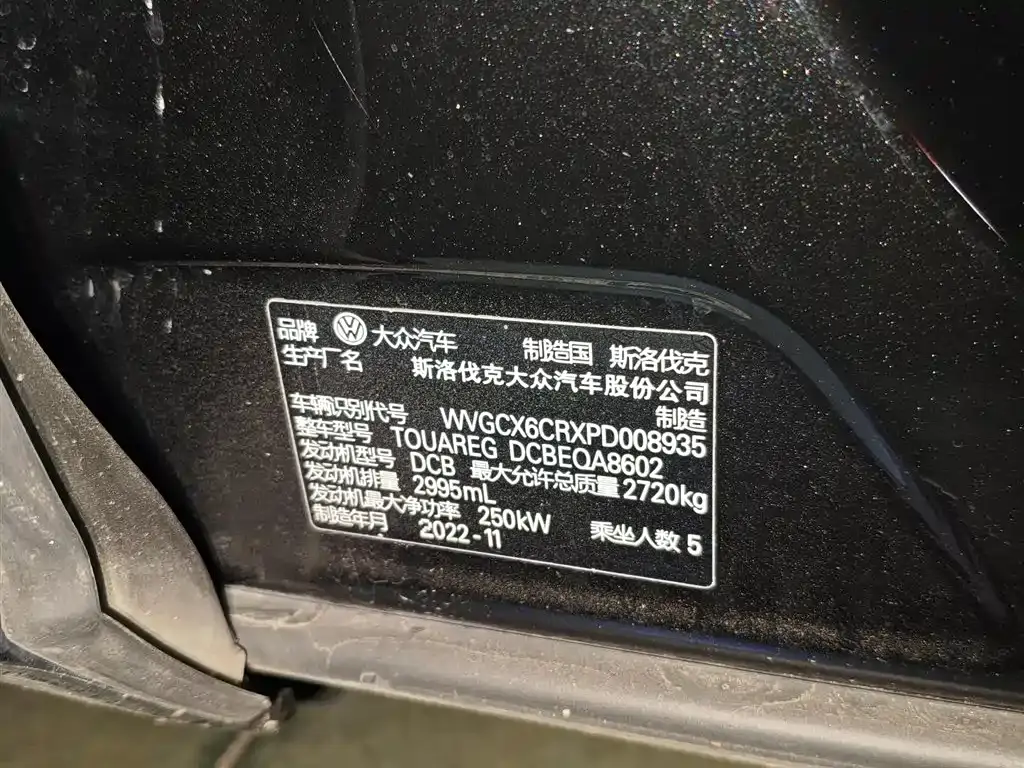 品牌 大众汽车 制造国 斯洛伐克
生产厂名 斯洛伐克大众汽车股份公司
制造
车辆识别代号 WVGCX6CRXPD008935
整车型号 TOUAREG DCBEQA8602
发动机型号 DCB 最大允许总质量 2720kg
发动机排量 2995mL
发动机最大净功率 250kW 乘坐人数 5
制造年月 2022-11